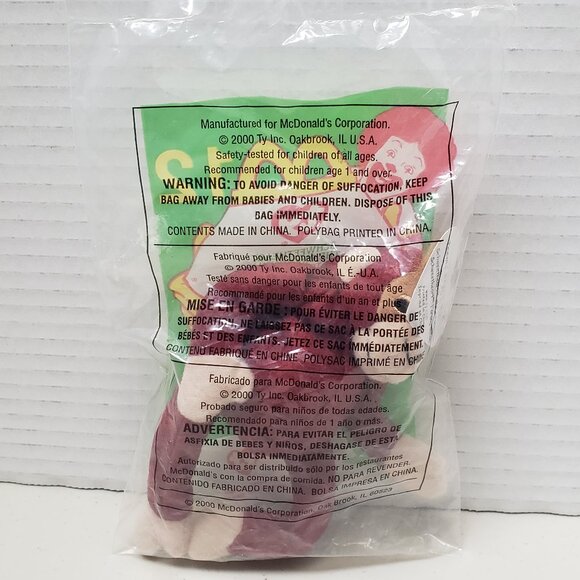 Manufactured for McDonald's Corporation.
© 2000 Ty Inc. Oakbrook, IL U.S.A.
Safety-tested for children of all ages.
Recommended for children age 1 and over.
WARNING: TO AVOID DANGER OF SUFFOCATION, KEEP
BAG AWAY FROM BABIES AND CHILDREN. DISPOSE OF THIS
BAG IMMEDIATELY.
CONTENTS MADE IN CHINA. POLYBAG PRINTED IN CHINA.
Fabriqué pour McDonald's Corporation
© 2000 Ty Inc. Oakbrook, IL É.-U.A.
Testé sans danger pour les enfants de tout âge
Recommandé pour les enfants d'un an et plus
MISE EN GARDE : POUR ÉVITER LE DANGER DE
SUFFOCATION, NE LAISSEZ PAS CE SAC À LA PORTÉE DES
BÉBÉS ET DES ENFANTS. JETEZ CE SAC IMMÉDIATEMENT.
CONTENU FABRIQUÉ EN CHINE. POLYSAC IMPRIMÉ EN CHINE
Fabricado para McDonald's Corporation.
© 2000 Ty Inc. Oakbrook, IL U.S.A.
Probado seguro para niños de todas edades.
Recomendado para niños de 1 año o más.
ADVERTENCIA: PARA EVITAR EL PELIGRO DE
ASFIXIA DE BEBES Y NIÑOS, DESHAGASE DE ESTA
BOLSA INMEDIATAMENTE.
Autorizado para ser distribuido sólo por los restaurantes
McDonald's con la compra de comida. NO PARA REVENDER.
CONTENIDO FABRICADO EN CHINA. BOLSA IMPRESA EN CHINA.
© 2000 McDonald's Corporation. Oak Brook, IL 60523